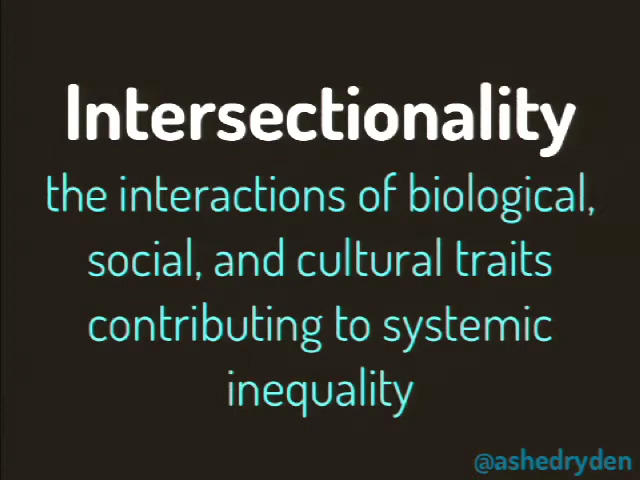 Intersectionality
the interactions of biological,
social, and cultural traits
contributing to systemic
inequality
@ashedryden